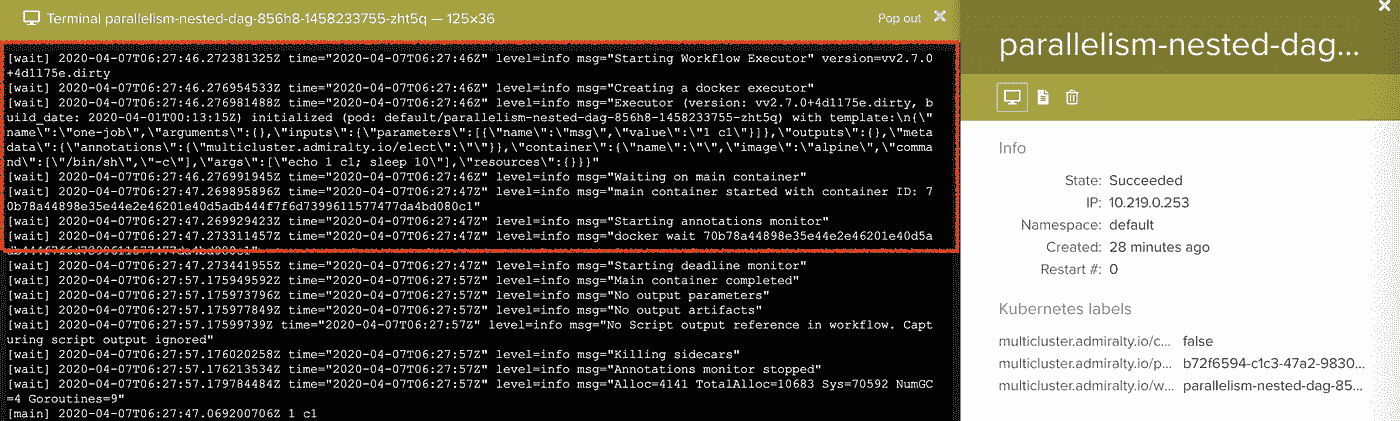 Terminal parallelism-nested-dag-856h8-1458233755-zht5q — 125×36
Pop out
[wait] 2020-04-07T06:27:46.272381325Z time="2020-04-07T06:27:46Z" level=info msg="Starting Workflow Executor" version=vv2.7.0
+4d1175e.dirty
[wait] 2020-04-07T06:27:46.276954533Z time="2020-04-07T06:27:46Z" level=info msg="Creating a docker executor"
[wait] 2020-04-07T06:27:46.276981488Z time="2020-04-07T06:27:46Z" level=info msg="Executor (version: vv2.7.0+4d1175e.dirty, b
uild_date: 2020-04-01T00:13:15Z) initialized (pod: default/parallelism-nested-dag-856h8-1458233755-zht5q) with template:\n{\"
name\":\"one-job\",\"arguments\":{},\"inputs\":{\"parameters\":[{\"name\":\"msg\",\"value\":\"1 c1\"}]},\"outputs\":{},\"meta
data\":{\"annotations\":{\"multicluster.admiralty.io/elect\":\"\"}},\"container\":{\"name\":\"\",\"image\":\"alpine\",\"comma
nd\":[\"/bin/sh\",\"-c\"],\"args\":[\"echo 1 c1; sleep 10\"],\"resources\":{}}}"
[wait] 2020-04-07T06:27:46.276991945Z time="2020-04-07T06:27:46Z" level=info msg="Waiting on main container"
[wait] 2020-04-07T06:27:47.269895896Z time="2020-04-07T06:27:47Z" level=info msg="main container started with container ID: 7
0b78a44898e35e44e2e46201e40d5adb444f7f6d7399611577477da4bd080c1"
[wait] 2020-04-07T06:27:47.269929423Z time="2020-04-07T06:27:47Z" level=info msg="Starting annotations monitor"
[wait] 2020-04-07T06:27:47.273311457Z time="2020-04-07T06:27:47Z" level=info msg="docker wait 70b78a44898e35e44e2e46201e40d5a
db444f7f6d7399611577477da4bd080c1"
[wait] 2020-04-07T06:27:47.273441955Z time="2020-04-07T06:27:47Z" level=info msg="Starting deadline monitor"
[wait] 2020-04-07T06:27:57.175949592Z time="2020-04-07T06:27:57Z" level=info msg="Main container completed"
[wait] 2020-04-07T06:27:57.175973796Z time="2020-04-07T06:27:57Z" level=info msg="No output parameters"
[wait] 2020-04-07T06:27:57.175977849Z time="2020-04-07T06:27:57Z" level=info msg="No output artifacts"
[wait] 2020-04-07T06:27:57.17599739Z time="2020-04-07T06:27:57Z" level=info msg="No Script output reference in workflow. Capt
uring script output ignored"
[wait] 2020-04-07T06:27:57.176020258Z time="2020-04-07T06:27:57Z" level=info msg="Killing sidecars"
[wait] 2020-04-07T06:27:57.176213534Z time="2020-04-07T06:27:57Z" level=info msg="Annotations monitor stopped"
[wait] 2020-04-07T06:27:57.179784484Z time="2020-04-07T06:27:57Z" level=info msg="Alloc=4141 TotalAlloc=10683 Sys=70592 NumGC
=4 Goroutines=9"
[main] 2020-04-07T06:27:47.069200706Z 1 c1
parallelism-nested-dag...
Info
State: Succeeded
IP: 10.219.0.253
Namespace: default
Created: 28 minutes ago
Restart #: 0
Kubernetes labels
multicluster.admiralty.io/c... false
multicluster.admiralty.io/p... b72f6594-c1c3-47a2-9830...
multicluster.admiralty.io/w... parallelism-nested-dag-85...